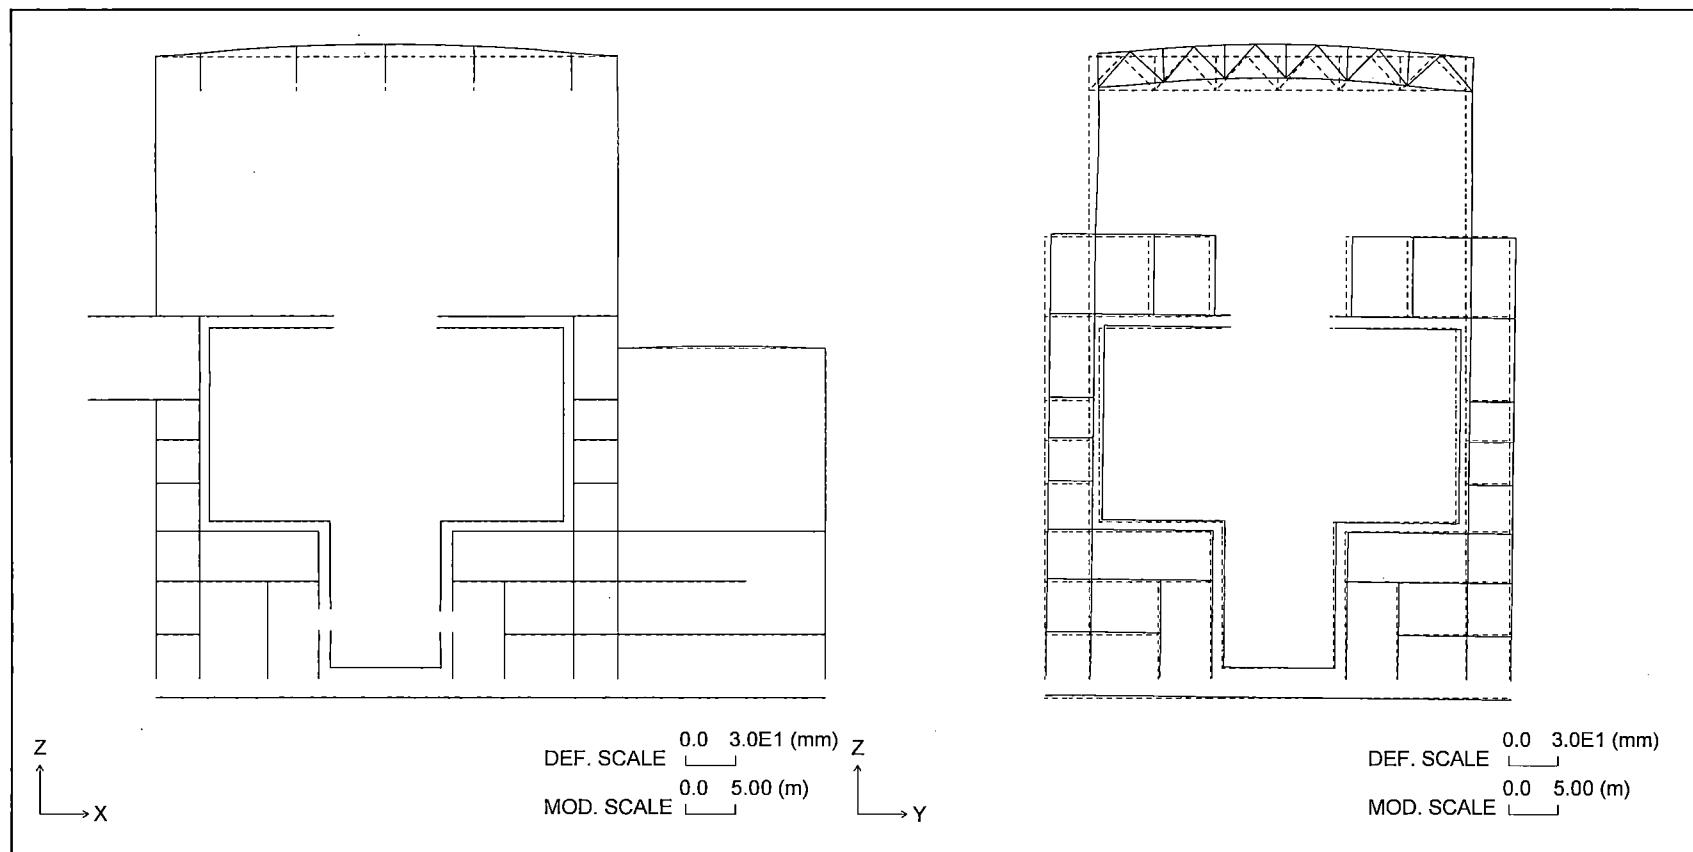 Z
X
0.0 3.0E1 (mm)
DEF. SCALE
0.0 5.00 (m)
MOD. SCALE
Z
Y
0.0 3.0E1 (mm)
DEF. SCALE
0.0 5.00 (m)
MOD. SCALE